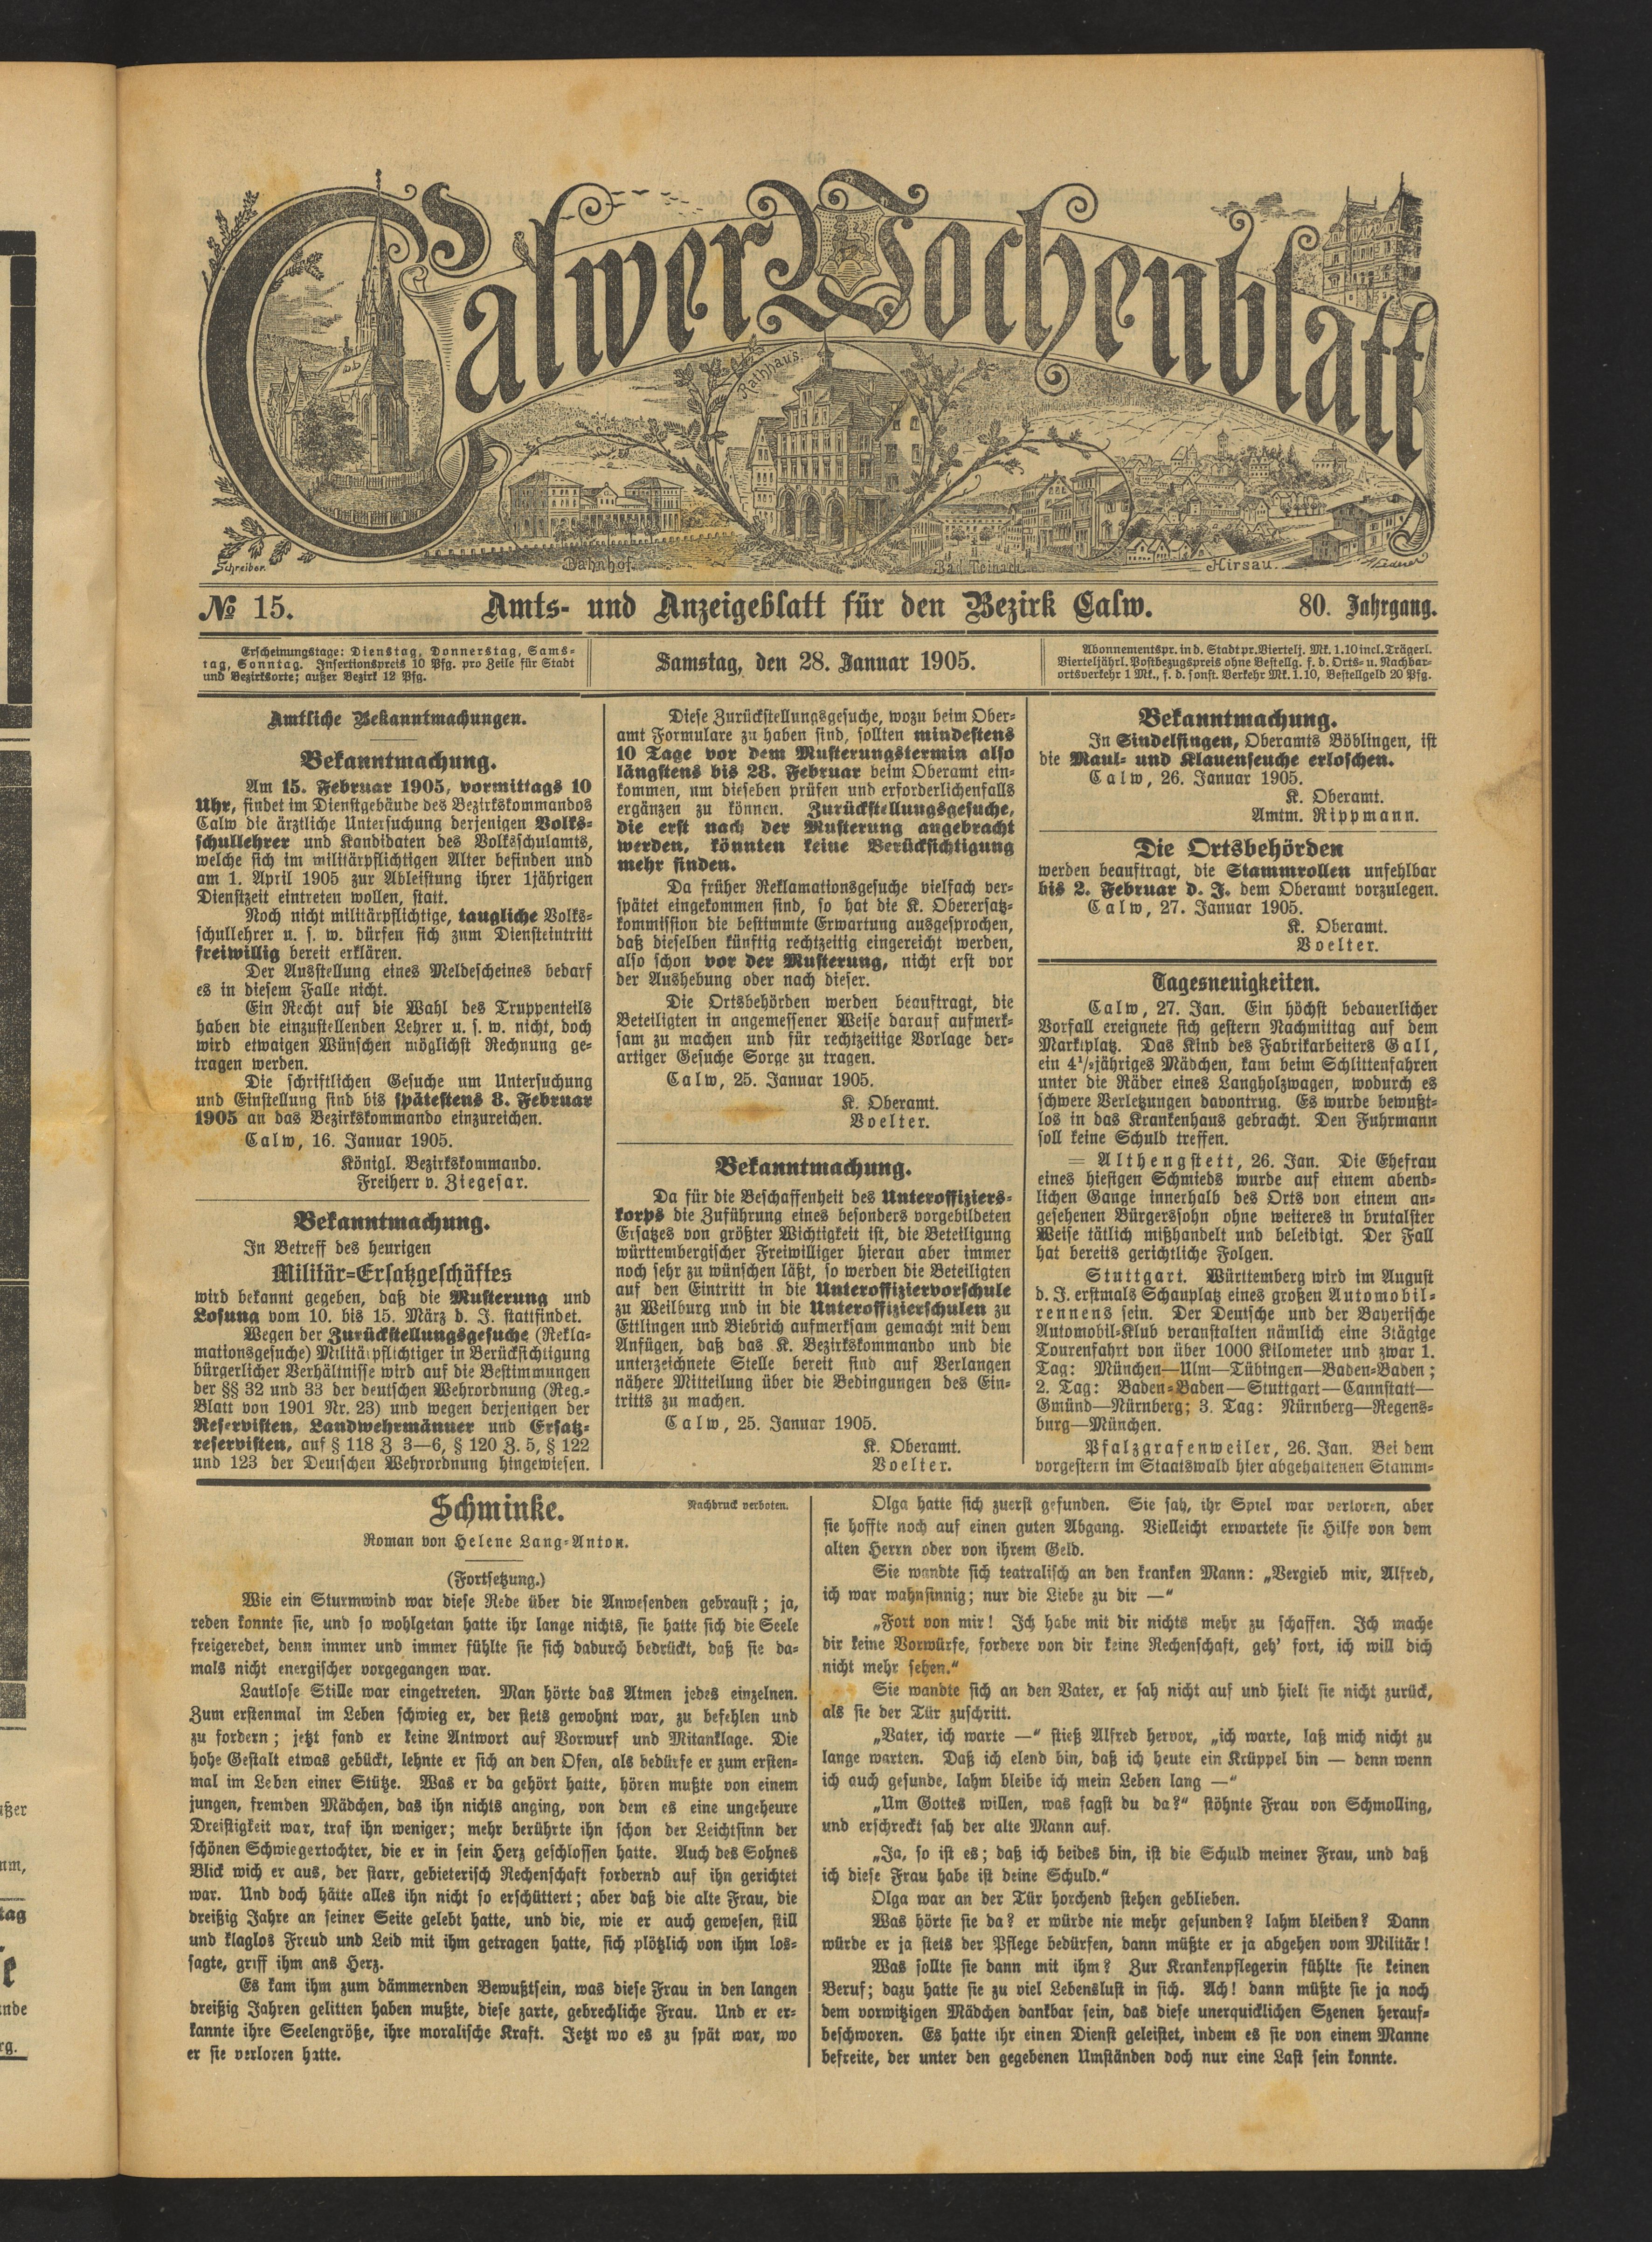 Calwer Wochenblatt
Rathhaus.
Schreiber.
Bahnhof.
Bad Teinach.
Hirsau.
№ 15.
Amts- und Anzeigeblatt für den Bezirk Calw.
80. Jahrgang.
Erscheinungstage: Dienstag, Donnerstag, Sams-
tag, Sonntag. Insertionspreis 10 Pfg. pro Zeile für Stadt
und Bezirksorte; außer Bezirk 12 Pfg.
Samstag, den 28. Januar 1905.
Abonnementspr. in d. Stadt pr. Viertelj. Mk. 1.10 incl. Trägerl.
Vierteljährl. Postbezugspreis ohne Bestellg. f. d. Orts- u. Nachbar-
ortsverkehr 1 Mk., f. d. sonst. Verkehr Mk. 1.10, Bestellgeld 20 Pfg.
Amtliche Bekanntmachungen.
Bekanntmachung.
Am 15. Februar 1905, vormittags 10
Uhr, findet im Dienstgebäude des Bezirkskommandos
Calw die ärztliche Untersuchung derjenigen Volks-
schullehrer und Kandidaten des Volksschulamts,
welche sich im militärpflichtigen Alter befinden und
am 1. April 1905 zur Ableistung ihrer 1jährigen
Dienstzeit eintreten wollen, statt.
Noch nicht militärpflichtige, taugliche Volks-
schullehrer u. s. w. dürfen sich zum Diensteintritt
freiwillig bereit erklären.
Der Ausstellung eines Meldescheines bedarf
es in diesem Falle nicht.
Ein Recht auf die Wahl des Truppenteils
haben die einzustellenden Lehrer u. s. w. nicht, doch
wird etwaigen Wünschen möglichst Rechnung ge-
tragen werden.
Die schriftlichen Gesuche um Untersuchung
und Einstellung sind bis spätestens 8. Februar
1905 an das Bezirkskommando einzureichen.
Calw, 16. Januar 1905.
Königl. Bezirkskommando.
Freiherr v. Ziegesar.
Bekanntmachung.
In Betreff des heurigen
Militär-Ersatzgeschäftes
wird bekannt gegeben, daß die Musterung und
Losung vom 10. bis 15. März d. J. stattfindet.
Wegen der Zurückstellungsgesuche (Rekla-
mationsgesuche) Militärpflichtiger in Berücksichtigung
bürgerlicher Verhältnisse wird auf die Bestimmungen
der §§ 32 und 33 der deutschen Wehrordnung (Reg.-
Blatt von 1901 Nr. 23) und wegen derjenigen der
Reservisten, Landwehrmänner und Ersatz-
reservisten, auf § 118 Z 3—6, § 120 Z. 5, § 122
und 123 der Deutschen Wehrordnung hingewiesen.
Diese Zurückstellungsgesuche, wozu beim Ober-
amt Formulare zu haben sind, sollten mindestens
10 Tage vor dem Musterungstermin also
längstens bis 28. Februar beim Oberamt ein-
kommen, um dieselben prüfen und erforderlichenfalls
ergänzen zu können. Zurückstellungsgesuche,
die erst nach der Musterung angebracht
werden, könnten keine Berücksichtigung
mehr finden.
Da früher Reklamationsgesuche vielfach ver-
spätet eingekommen sind, so hat die K. Oberersatz-
kommission die bestimmte Erwartung ausgesprochen,
daß dieselben künftig rechtzeitig eingereicht werden,
also schon vor der Musterung, nicht erst vor
der Aushebung oder nach dieser.
Die Ortsbehörden werden beauftragt, die
Beteiligten in angemessener Weise darauf aufmerk-
sam zu machen und für rechtzeitige Vorlage der-
artiger Gesuche Sorge zu tragen.
Calw, 25. Januar 1905.
K. Oberamt.
Voelter.
Bekanntmachung.
Da für die Beschaffenheit des Unteroffiziers-
korps die Zuführung eines besonders vorgebildeten
Ersatzes von größter Wichtigkeit ist, die Beteiligung
württembergischer Freiwilliger hieran aber immer
noch sehr zu wünschen läßt, so werden die Beteiligten
auf den Eintritt in die Unteroffiziervorschule
zu Weilburg und in die Unteroffizierschulen zu
Ettlingen und Biebrich aufmerksam gemacht mit dem
Anfügen, daß das K. Bezirkskommando und die
unterzeichnete Stelle bereit sind auf Verlangen
nähere Mitteilung über die Bedingungen des Ein-
tritts zu machen.
Calw, 25. Januar 1905.
K. Oberamt.
Voelter.
Bekanntmachung.
In Sindelfingen, Oberamts Böblingen, ist
die Maul- und Klauenseuche erloschen.
Calw, 26. Januar 1905.
K. Oberamt.
Amtm. Rippmann.
Die Ortsbehörden
werden beauftragt, die Stammrollen unfehlbar
bis 2. Februar d. J. dem Oberamt vorzulegen.
Calw, 27. Januar 1905.
K. Oberamt.
Voelter.
Tagesneuigkeiten.
Calw, 27. Jan. Ein höchst bedauerlicher
Vorfall ereignete sich gestern Nachmittag auf dem
Marktplatz. Das Kind des Fabrikarbeiters Gall,
ein 4½jähriges Mädchen, kam beim Schlittenfahren
unter die Räder eines Langholzwagen, wodurch es
schwere Verletzungen davontrug. Es wurde bewußt-
los in das Krankenhaus gebracht. Den Fuhrmann
soll keine Schuld treffen.
= Althengstett, 26. Jan. Die Ehefrau
eines hiesigen Schmieds wurde auf einem abend-
lichen Gange innerhalb des Orts von einem an-
gesehenen Bürgerssohn ohne weiteres in brutalster
Weise tätlich mißhandelt und beleidigt. Der Fall
hat bereits gerichtliche Folgen.
Stuttgart. Württemberg wird im August
d. J. erstmals Schauplatz eines großen Automobil-
rennens sein. Der Deutsche und der Bayerische
Automobil-Klub veranstalten nämlich eine 3tägige
Tourenfahrt von über 1000 Kilometer und zwar 1.
Tag: München—Ulm—Tübingen—Baden-Baden;
2. Tag: Baden-Baden—Stuttgart—Cannstatt—
Gmünd—Nürnberg; 3. Tag: Nürnberg—Regens-
burg—München.
Pfalzgrafenweiler, 26. Jan. Bei dem
vorgestern im Staatswald hier abgehaltenen Stamm-
Schminke.
Nachdruck verboten.
Roman von Helene Lang-Anton.
(Fortsetzung.)
Wie ein Sturmwind war diese Rede über die Anwesenden gebraust; ja,
reden konnte sie, und so wohlgetan hatte ihr lange nichts, sie hatte sich die Seele
freigeredet, denn immer und immer fühlte sie sich dadurch bedrückt, daß sie da-
mals nicht energischer vorgegangen war.
Lautlose Stille war eingetreten. Man hörte das Atmen jedes einzelnen.
Zum erstenmal im Leben schwieg er, der stets gewohnt war, zu befehlen und
zu fordern; jetzt fand er keine Antwort auf Vorwurf und Mitanklage. Die
hohe Gestalt etwas gebückt, lehnte er sich an den Ofen, als bedürfe er zum ersten-
mal im Leben einer Stütze. Was er da gehört hatte, hören mußte von einem
jungen, fremden Mädchen, das ihn nichts anging, von dem es eine ungeheure
Dreistigkeit war, traf ihn weniger; mehr berührte ihn schon der Leichtsinn der
schönen Schwiegertochter, die er in sein Herz geschlossen hatte. Auch des Sohnes
Blick wich er aus, der starr, gebieterisch Rechenschaft fordernd auf ihn gerichtet
war. Und doch hätte alles ihn nicht so erschüttert; aber daß die alte Frau, die
dreißig Jahre an seiner Seite gelebt hatte, und die, wie er auch gewesen, still
und klaglos Freud und Leid mit ihm getragen hatte, sich plötzlich von ihm los-
sagte, griff ihm ans Herz.
Es kam ihm zum dämmernden Bewußtsein, was diese Frau in den langen
dreißig Jahren gelitten haben mußte, diese zarte, gebrechliche Frau. Und er er-
kannte ihre Seelengröße, ihre moralische Kraft. Jetzt wo es zu spät war, wo
er sie verloren hatte.
Olga hatte sich zuerst gefunden. Sie sah, ihr Spiel war verloren, aber
sie hoffte noch auf einen guten Abgang. Vielleicht erwartete sie Hilfe von dem
alten Herrn oder von ihrem Geld.
Sie wandte sich teatralisch an den kranken Mann: „Vergieb mir, Alfred,
ich war wahnsinnig; nur die Liebe zu dir —“
„Fort von mir! Ich habe mit dir nichts mehr zu schaffen. Ich mache
dir keine Vorwürfe, fordere von dir keine Rechenschaft, geh’ fort, ich will dich
nicht mehr sehen.“
Sie wandte sich an den Vater, er sah nicht auf und hielt sie nicht zurück,
als sie der Tür zuschritt.
„Vater, ich warte —“ stieß Alfred hervor, „ich warte, laß mich nicht zu
lange warten. Daß ich elend bin, daß ich heute ein Krüppel bin — denn wenn
ich auch gesunde, lahm bleibe ich mein Leben lang —“
„Um Gottes willen, was sagst du da?“ stöhnte Frau von Schmolling,
und erschreckt sah der alte Mann auf.
„Ja, so ist es; daß ich beides bin, ist die Schuld meiner Frau, und daß
ich diese Frau habe ist deine Schuld.“
Olga war an der Tür horchend stehen geblieben.
Was hörte sie da? er würde nie mehr gesunden? lahm bleiben? Dann
würde er ja stets der Pflege bedürfen, dann müßte er ja abgehen vom Militär!
Was sollte sie dann mit ihm? Zur Krankenpflegerin fühlte sie keinen
Beruf; dazu hatte sie zu viel Lebenslust in sich. Ach! dann müßte sie ja noch
dem vorwitzigen Mädchen dankbar sein, das diese unerquicklichen Szenen herauf-
beschworen. Es hatte ihr einen Dienst geleistet, indem es sie von einem Manne
befreite, der unter den gegebenen Umständen doch nur eine Last sein konnte.